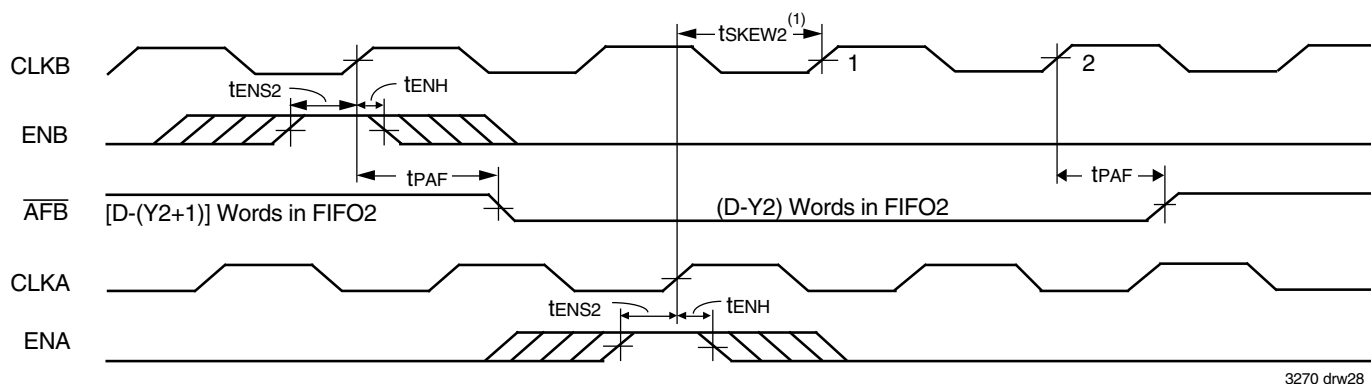 tSKEW2 (1)
CLKB
1
2
tENS2
tENH
ENB
tPAF
tPAF
AFB
[D-(Y2+1)] Words in FIFO2
(D-Y2) Words in FIFO2
CLKA
tENS2
tENH
ENA
3270 drw28